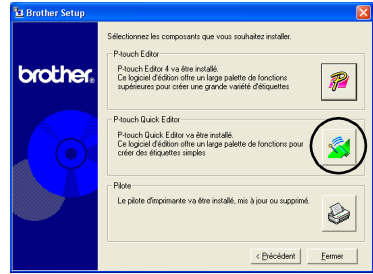 Brother Setup
Sélectionnez les composants que vous souhaitez installer.
brother®
P-touch Editor
P-touch Editor 4 va être installé.
Ce logiciel d'édition offre un large palette de fonctions
supérieures pour créer une grande variété d'étiquettes
P-touch Quick Editor
P-touch Quick Editor va être installé.
Ce logiciel d'édition offre un large palette de fonctions pour
créer des étiquettes simples
Pilote
Le pilote d'imprimante va être installé, mis à jour ou supprimé.
< Précédent
Fermer